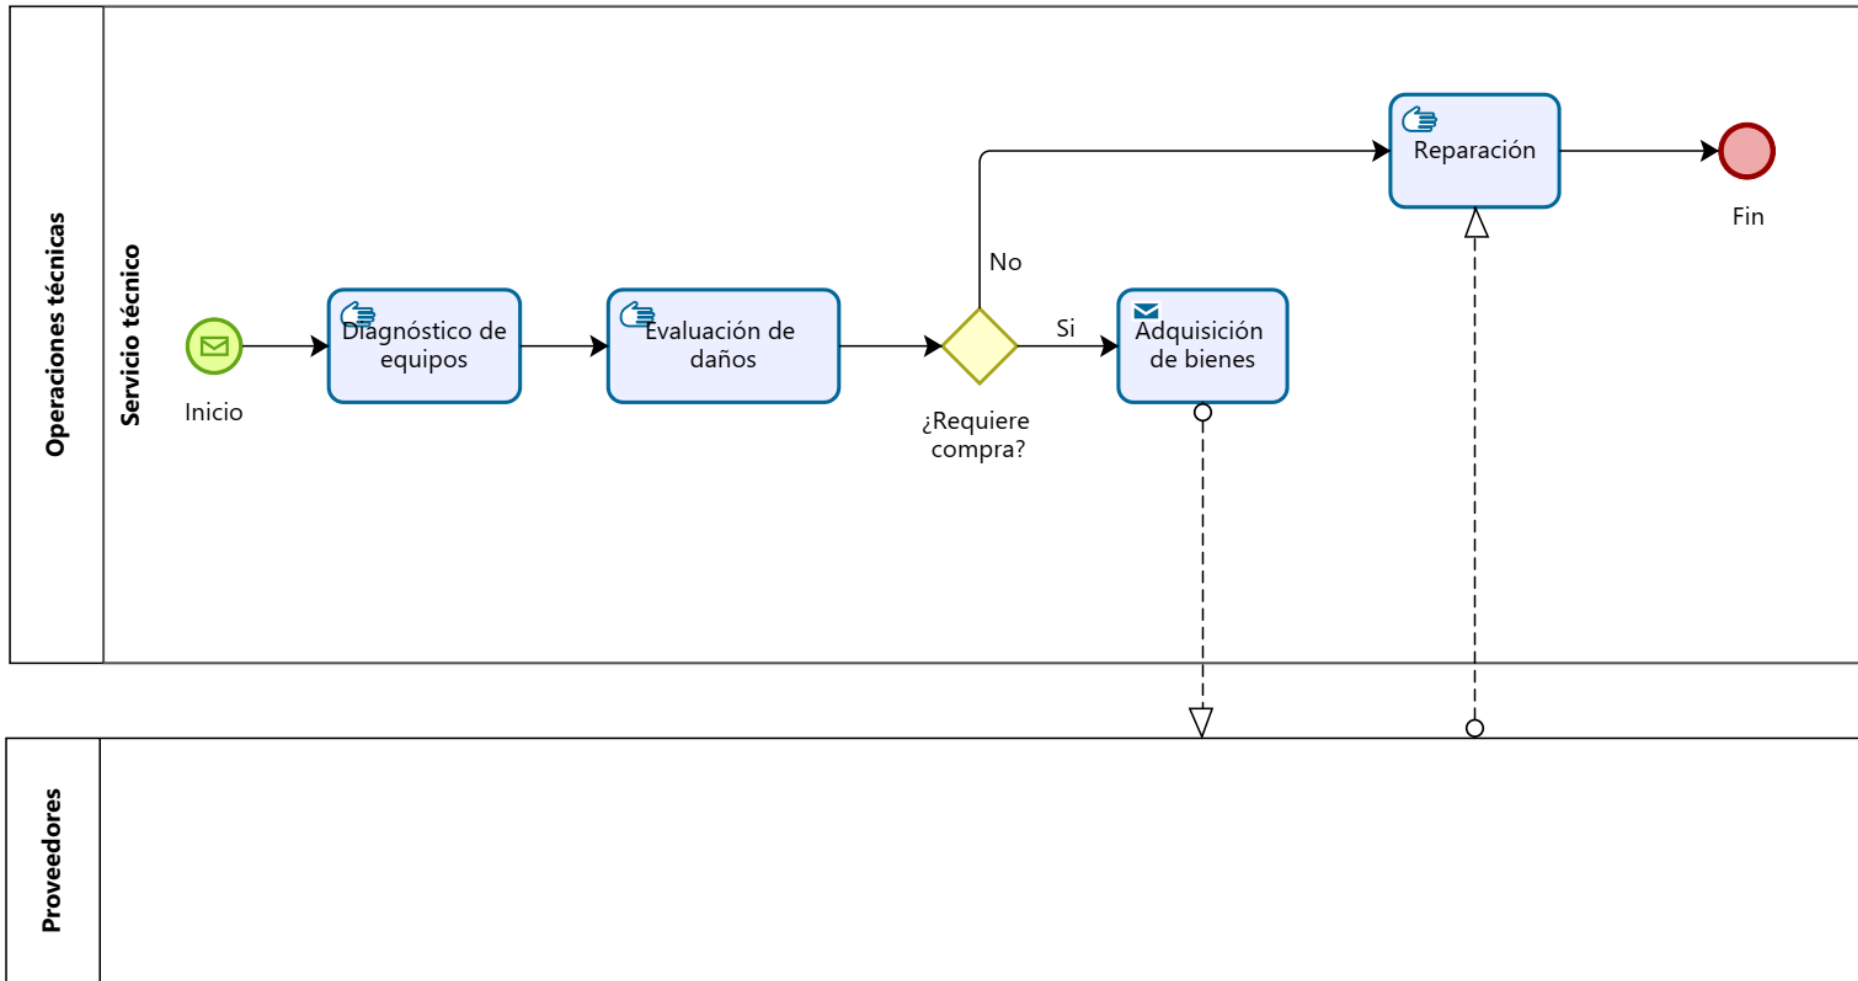 Operaciones técnicas
Servicio técnico
Inicio
Diagnóstico de
equipos
Evaluación de
daños
¿Requiere
compra?
No
Si
Adquisición
de bienes
Reparación
Fin
Proveedores